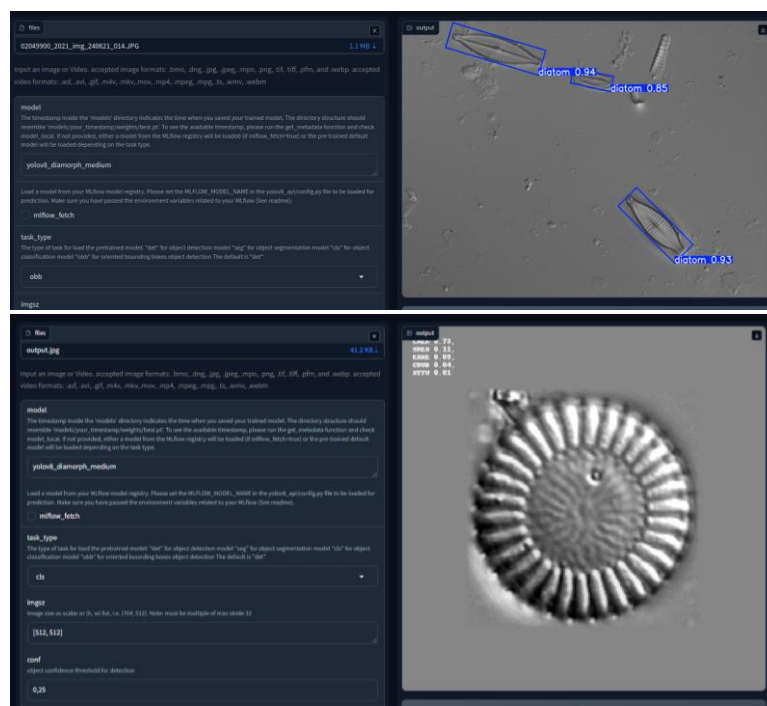 files
02049900_2021_img_240621_014.JPG 1.1 MB ↓
Input an image or Video. accepted image formats: .bmo, .dng, .jpg, .jpeg, .mpo, .png, .tif, .tiff, .pfm, and .webp. accepted
video formats: .asf, .avi, .gif, .m4v, .mkv, .mov, .mp4, .mpeg, .mpg, .ts, .wmv, .webm
model
The timestamp inside the 'models' directory indicates the time when you saved your trained model, The directory structure should
resemble 'models/your_timestamp/weights/best.pt'. To see the available timestamp, please run the get_metadata function and check
model_local. If not provided, either a model from the MLflow registry will be loaded (if mlflow_fetch=true) or the pre-trained default
model will be loaded depending on the task type.
yolov8_diamorph_medium
Load a model from your MLflow model registry. Please set the MLFLOW_MODEL_NAME in the yolov8_api/config.py file to be loaded for
prediction. Make sure you have passed the environment variables related to your MLflow (See readme).
mlflow_fetch
task_type
The type of task for load the pretrained model: "det" for object detection model "seg" for object segmentation model "cls" for object
classification model "obb" for oriented bounding boxes object detection The default is "det"
obb
imgsz
output
diatom 0.94
diatom 0.85
diatom 0.93
files
output.jpg 41.2 KB ↓
Input an image or Video. accepted image formats: .bmo, .dng, .jpg, .jpeg, .mpo, .png, .tif, .tiff, .pfm, and .webp. accepted
video formats: .asf, .avi, .gif, .m4v, .mkv, .mov, .mp4, .mpeg, .mpg, .ts, .wmv, .webm
model
The timestamp inside the 'models' directory indicates the time when you saved your trained model, The directory structure should
resemble 'models/your_timestamp/weights/best.pt'. To see the available timestamp, please run the get_metadata function and check
model_local. If not provided, either a model from the MLflow registry will be loaded (if mlflow_fetch=true) or the pre-trained default
model will be loaded depending on the task type.
yolov8_diamorph_medium
Load a model from your MLflow model registry. Please set the MLFLOW_MODEL_NAME in the yolov8_api/config.py file to be loaded for
prediction. Make sure you have passed the environment variables related to your MLflow (See readme).
mlflow_fetch
task_type
The type of task for load the pretrained model: "det" for object detection model "seg" for object segmentation model "cls" for object
classification model "obb" for oriented bounding boxes object detection The default is "det"
cls
imgsz
image size as scalar or (h, w) list, i.e. (704, 512). Note: must be multiple of max stride 32
[512, 512]
conf
object confidence threshold for detection
0,25
output
0.73,
0.11,
0.09,
0.04,
0.01